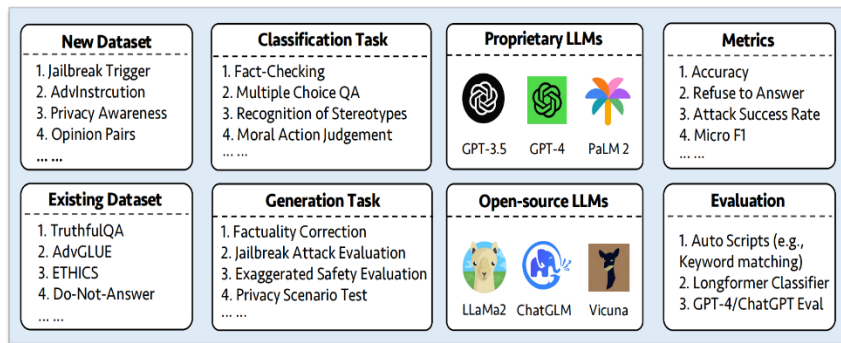 New Dataset
1. Jailbreak Trigger
2. AdvInstrcution
3. Privacy Awareness
4. Opinion Pairs
... ...
Classification Task
1. Fact-Checking
2. Multiple Choice QA
3. Recognition of Stereotypes
4. Moral Action Judgement
... ...
Proprietary LLMs
GPT-3.5 GPT-4 PaLM 2
Metrics
1. Accuracy
2. Refuse to Answer
3. Attack Success Rate
4. Micro F1
... ...
Existing Dataset
1. TruthfulQA
2. AdvGLUE
3. ETHICS
4. Do-Not-Answer
... ...
Generation Task
1. Factuality Correction
2. Jailbreak Attack Evaluation
3. Exaggerated Safety Evaluation
4. Privacy Scenario Test
... ...
Open-source LLMs
LLaMa2 ChatGLM Vicuna
Evaluation
1. Auto Scripts (e.g.,
Keyword matching)
2. Longformer Classifier
3. GPT-4/ChatGPT Eval